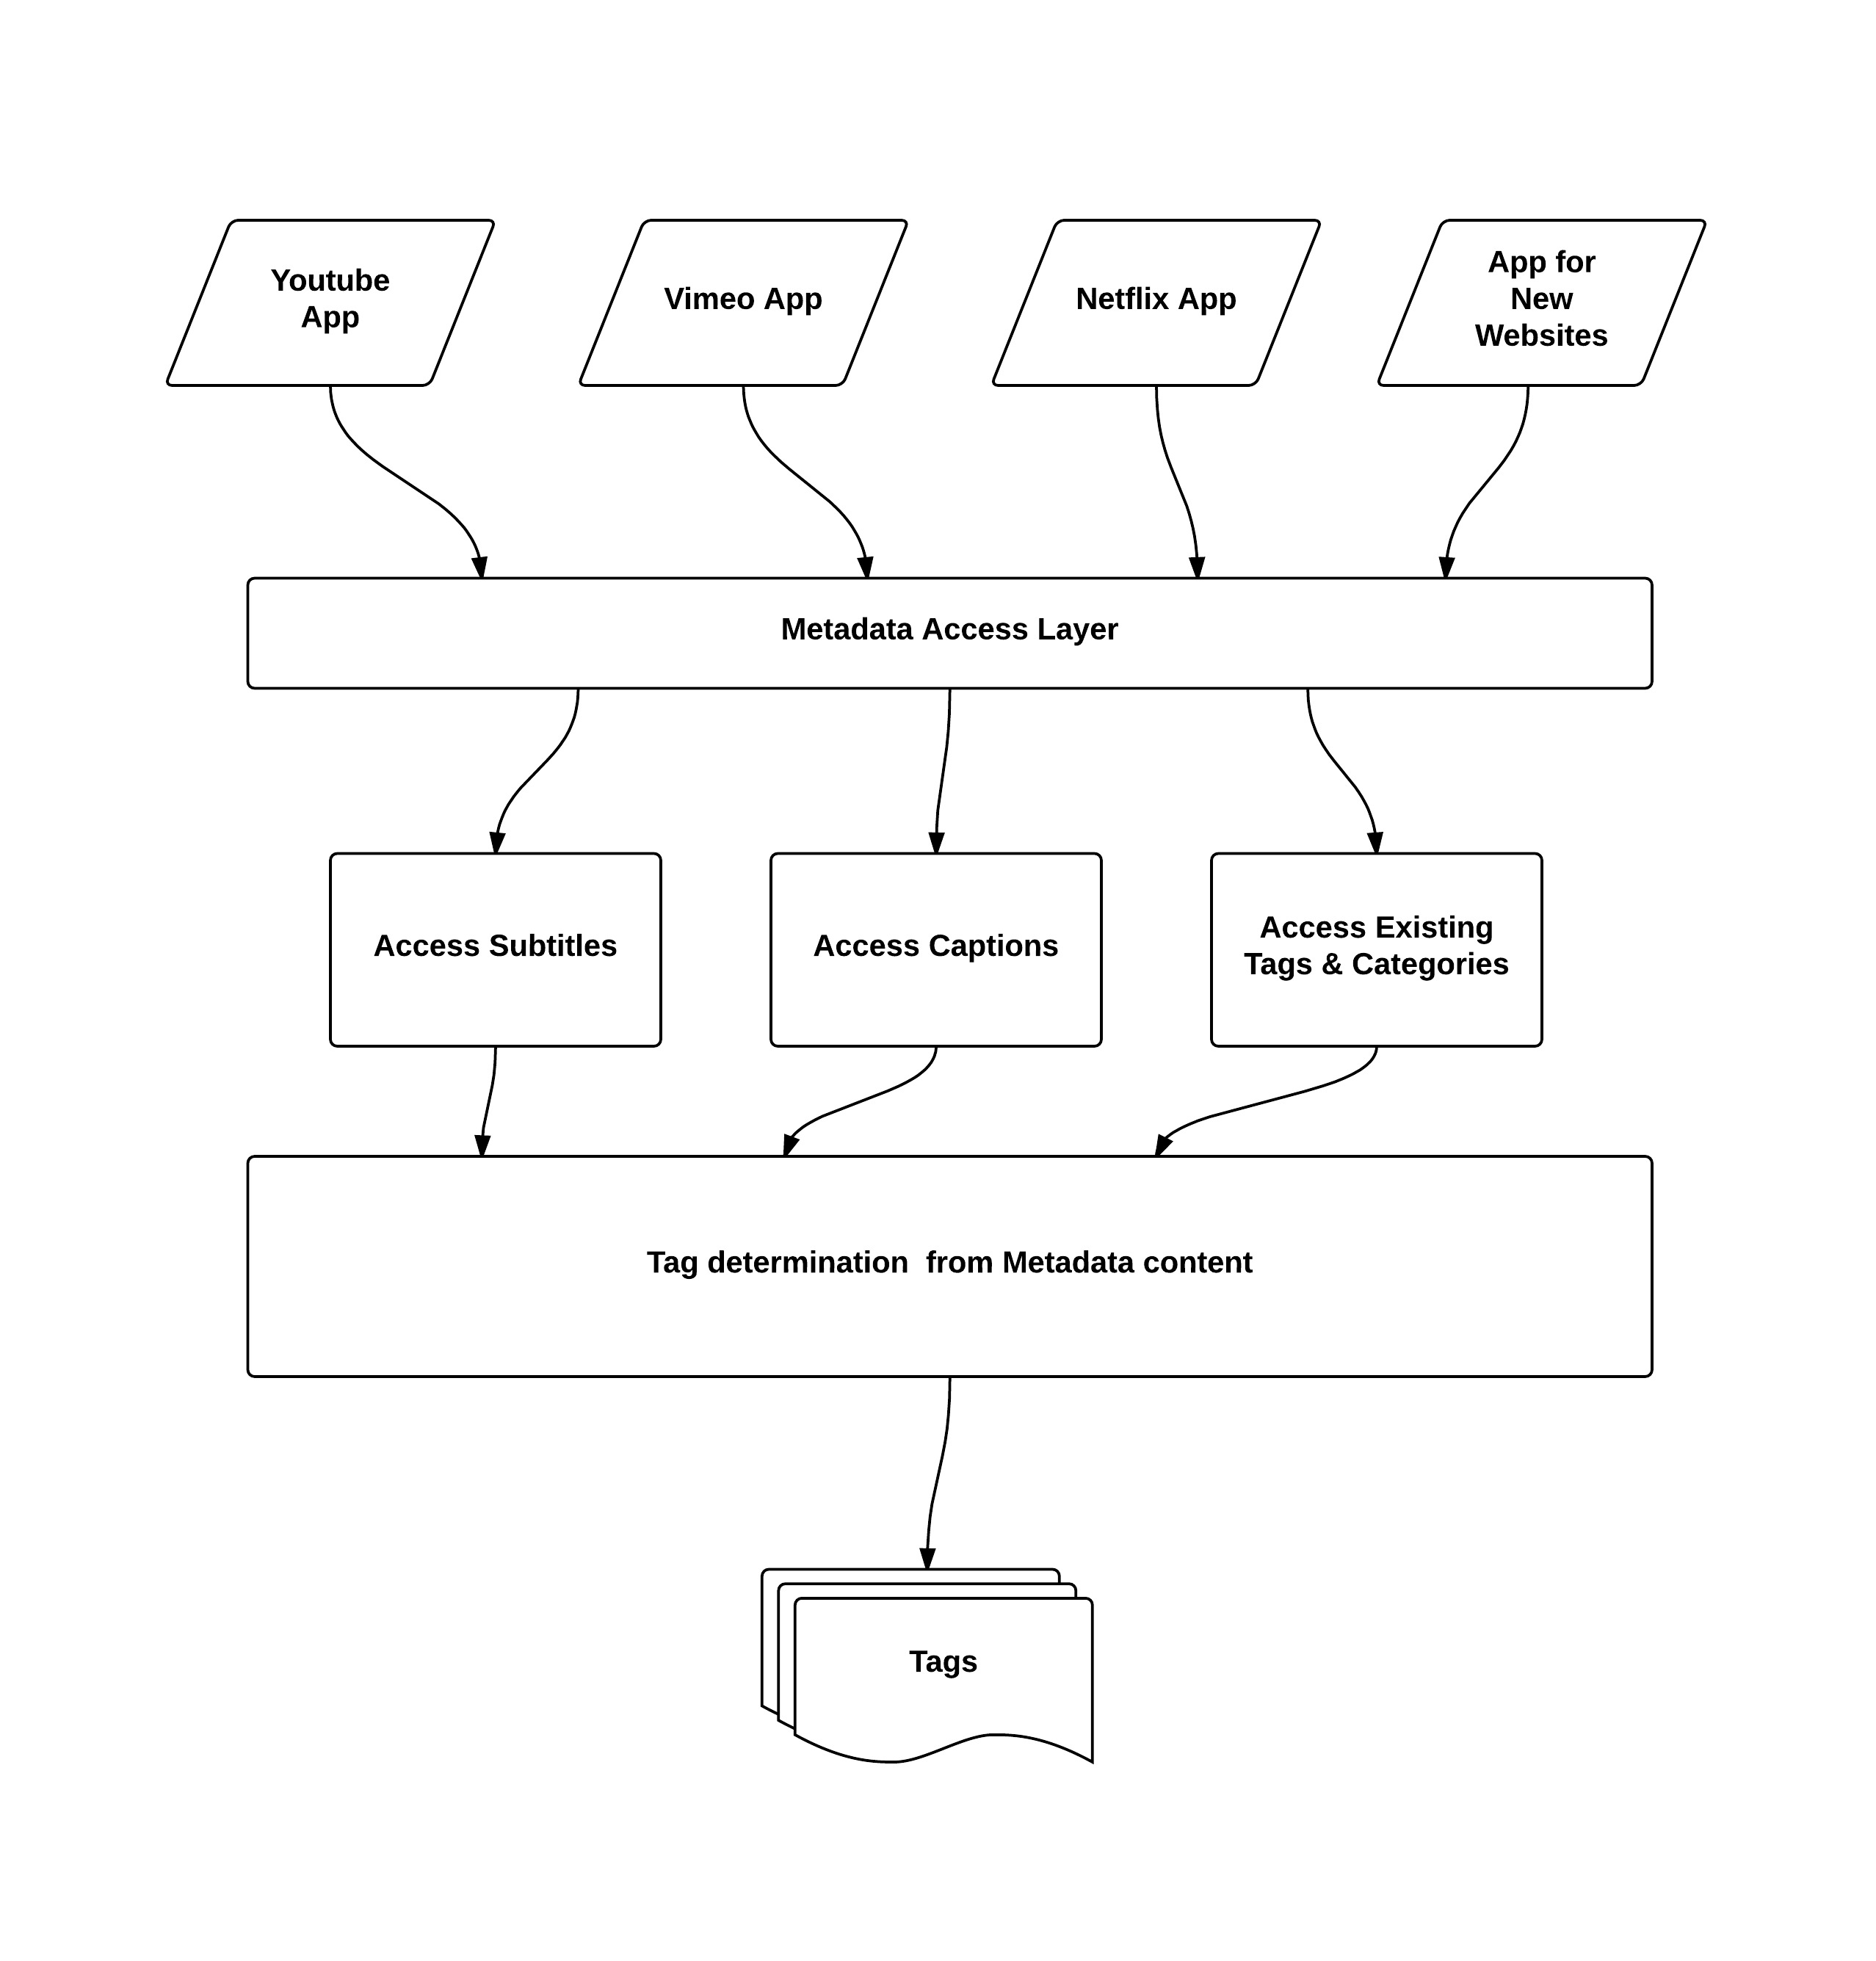 Youtube
App
Vimeo App
Netflix App
App for
New
Websites
Metadata Access Layer
Access Subtitles
Access Captions
Access Existing
Tags & Categories
Tag determination  from Metadata content
Tags